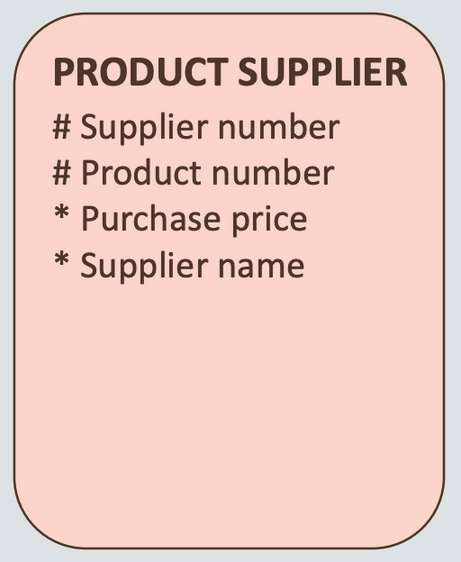 PRODUCT SUPPLIER
# Supplier number
# Product number
* Purchase price
* Supplier name